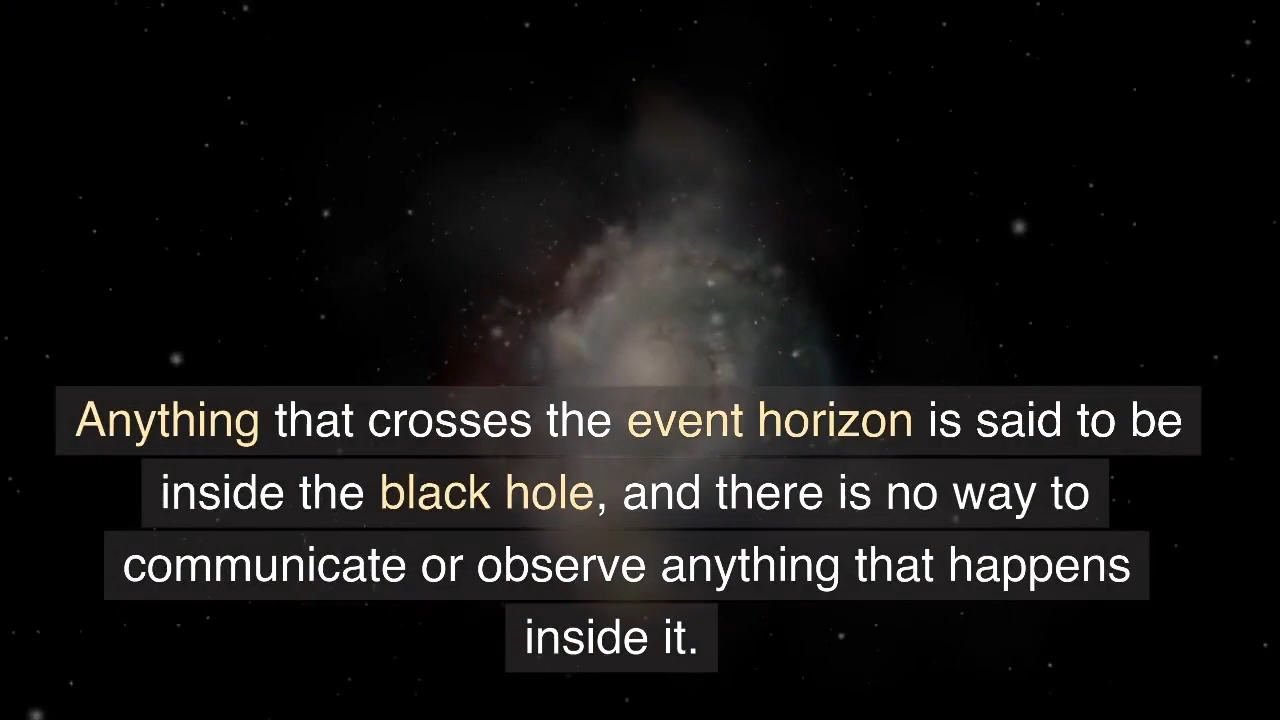 Anything that crosses the event horizon is said to be
inside the black hole, and there is no way to
communicate or observe anything that happens
inside it.